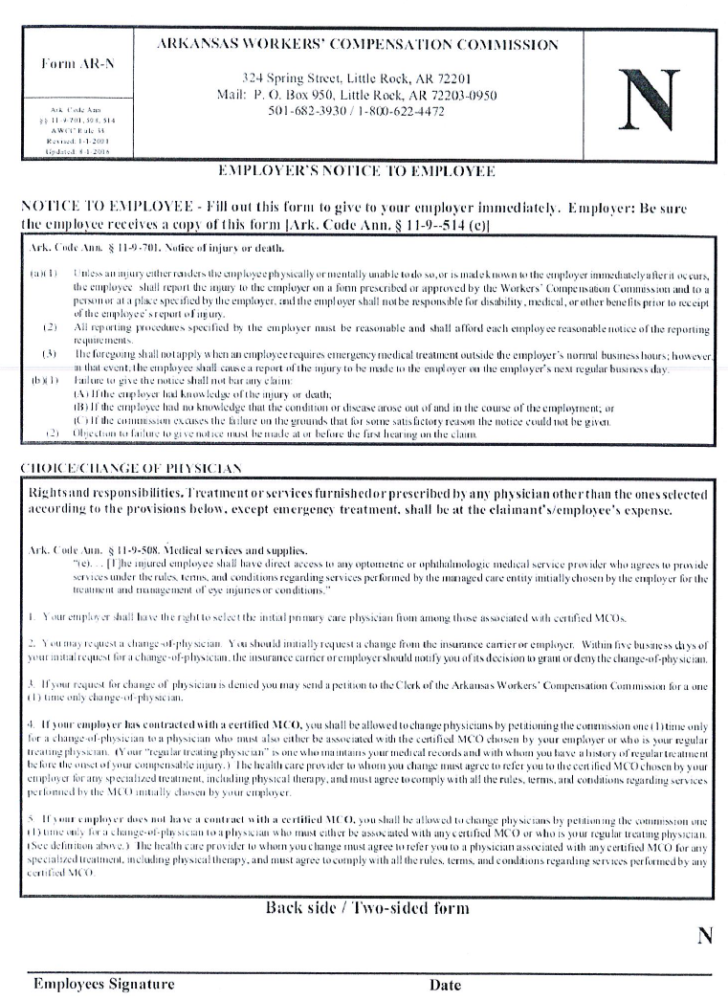 Form AR-N
Ark. Code Ann.
§§ 11-9-701, 508, 514
AWCC Rule 33
Revised: 1-1-2001
Updated: 8-1-2006
ARKANSAS WORKERS' COMPENSATION COMMISSION
324 Spring Street, Little Rock, AR 72201
Mail: P. O. Box 950, Little Rock, AR 72203-0950
501-682-3930 / 1-800-622-4472
N
EMPLOYER'S NOTICE TO EMPLOYEE
NOTICE TO EMPLOYEE - Fill out this form to give to your employer immediately. Employer: Be sure
the employee receives a copy of this form [Ark. Code Ann. § 11-9--514 (c)]
Ark. Code Ann. § 11-9-701. Notice of injury or death.
(a)(1) Unless an injury either renders the employee physically or mentally unable to do so, or is made known to the employer immediately after it occurs,
the employee shall report the injury to the employer on a form prescribed or approved by the Workers' Compensation Commission and to a
person or at a place specified by the employer, and the employer shall not be responsible for disability, medical, or other benefits prior to receipt
of the employee's report of injury.
(2) All reporting procedures specified by the employer must be reasonable and shall afford each employee reasonable notice of the reporting
requirements.
(3) The foregoing shall not apply when an employee requires emergency medical treatment outside the employer's normal business hours; however,
in that event, the employee shall cause a report of the injury to be made to the employer on the employer's next regular business day.
(b)(1) Failure to give the notice shall not bar any claim:
(A) If the employer had knowledge of the injury or death;
(B) If the employee had no knowledge that the condition or disease arose out of and in the course of the employment; or
(C) If the commission excuses the failure on the grounds that for some satisfactory reason the notice could not be given.
(2) Objection to failure to give notice must be made at or before the first hearing on the claim.
CHOICE/CHANGE OF PHYSICIAN
Rights and responsibilities. Treatment or services furnished or prescribed by any physician other than the ones selected
according to the provisions below, except emergency treatment, shall be at the claimant's/employee's expense.
Ark. Code Ann. § 11-9-508. Medical services and supplies.
"(e). . . [T]he injured employee shall have direct access to any optometric or ophthalmologic medical service provider who agrees to provide
services under the rules, terms, and conditions regarding services performed by the managed care entity initially chosen by the employer for the
treatment and management of eye injuries or conditions."
1. Your employer shall have the right to select the initial primary care physician from among those associated with certified MCOs.
2. You may request a change-of-physician. You should initially request a change from the insurance carrier or employer. Within five business days of
your initial request for a change-of-physician, the insurance carrier or employer should notify you of its decision to grant or deny the change-of-physician.
3. If your request for change of physician is denied you may send a petition to the Clerk of the Arkansas Workers' Compensation Commission for a one
(1) time only change-of-physician.
4. If your employer has contracted with a certified MCO, you shall be allowed to change physicians by petitioning the commission one (1) time only
for a change-of-physician to a physician who must also either be associated with the certified MCO chosen by your employer or who is your regular
treating physician. (Your "regular treating physician" is one who maintains your medical records and with whom you have a history of regular treatment
before the onset of your compensable injury.) The health care provider to whom you change must agree to refer you to the certified MCO chosen by your
employer for any specialized treatment, including physical therapy, and must agree to comply with all the rules, terms, and conditions regarding services
performed by the MCO initially chosen by your employer.
5. If your employer does not have a contract with a certified MCO, you shall be allowed to change physicians by petitioning the commission one
(1) time only for a change-of-physician to a physician who must either be associated with any certified MCO or who is your regular treating physician.
(See definition above.) The health care provider to whom you change must agree to refer you to a physician associated with any certified MCO for any
specialized treatment, including physical therapy, and must agree to comply with all the rules, terms, and conditions regarding services performed by any
certified MCO.
Back side / Two-sided form
N
Employees Signature Date